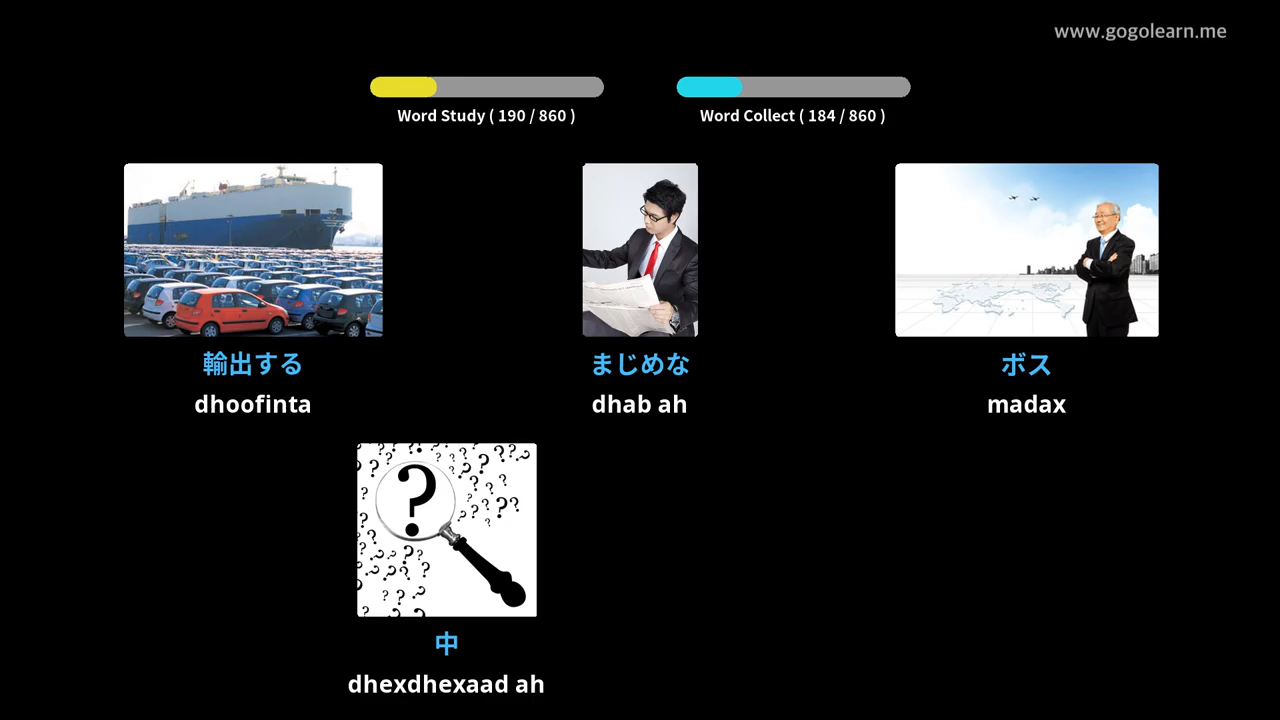 www.gogolearn.me
Word Study ( 190 / 860 )
Word Collect ( 184 / 860 )
輸出する
dhoofinta
まじめな
dhab ah
ボス
madax
中
dhexdhexaad ah